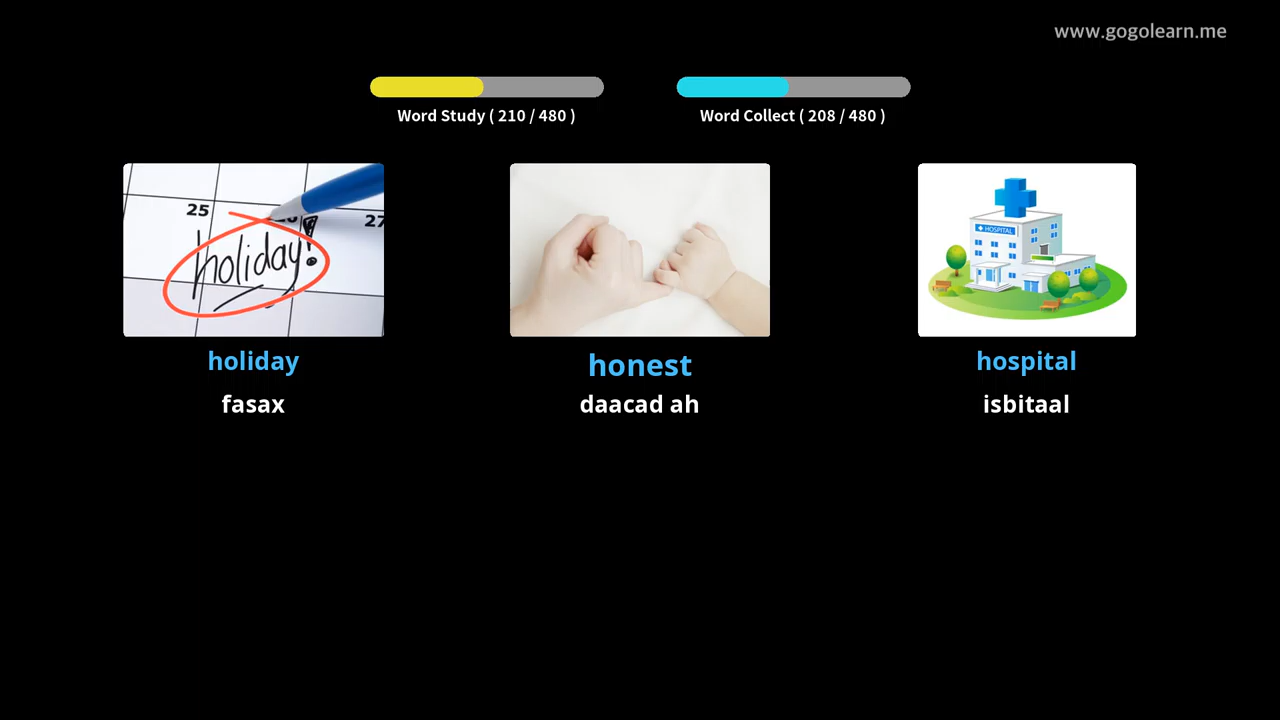 www.gogolearn.me
Word Study ( 210 / 480 )
Word Collect ( 208 / 480 )
25
27
holiday!
HOSPITAL
holiday
honest
hospital
fasax
daacad ah
isbitaal